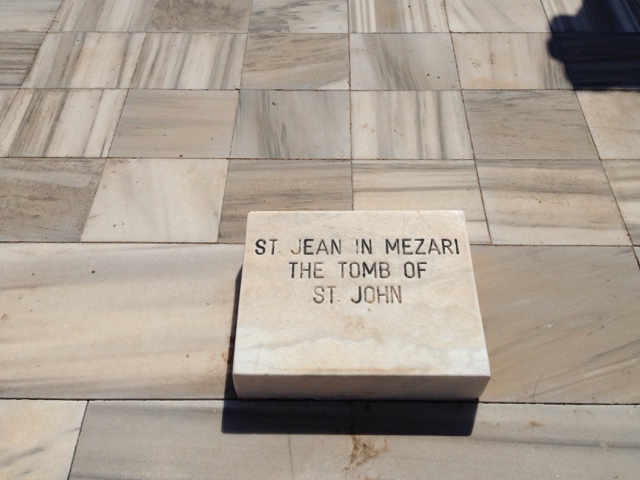 ST. JEAN IN MEZARI
THE TOMB OF
ST. JOHN